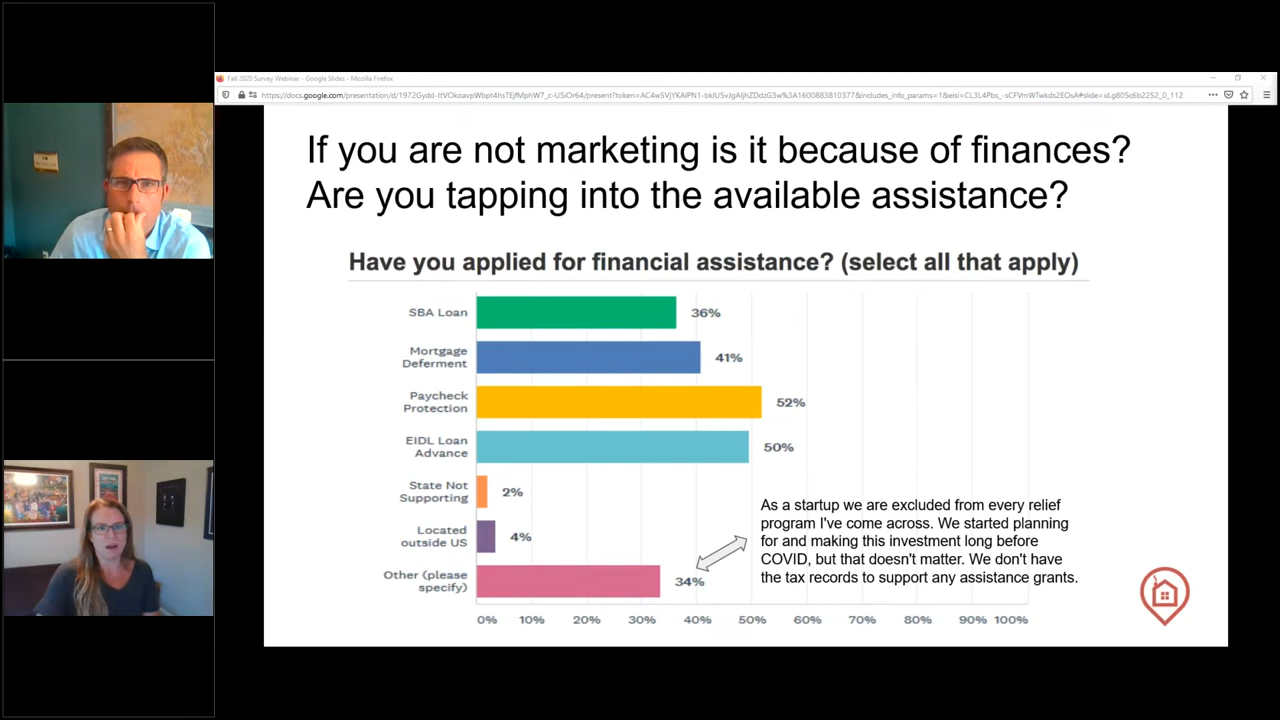 Fall 2020 Survey Webinar - Google Slides - Mozilla Firefox
If you are not marketing is it because of finances?
Are you tapping into the available assistance?
Have you applied for financial assistance? (select all that apply)
SBA Loan
36%
Mortgage
Deferment
41%
Paycheck
Protection
52%
EIDL Loan
Advance
50%
State Not
Supporting
2%
Located
outside US
4%
Other (please
specify)
34%
As a startup we are excluded from every relief
program I've come across. We started planning
for and making this investment long before
COVID, but that doesn't matter. We don't have
the tax records to support any assistance grants.
0% 10% 20% 30% 40% 50% 60% 70% 80% 90% 100%